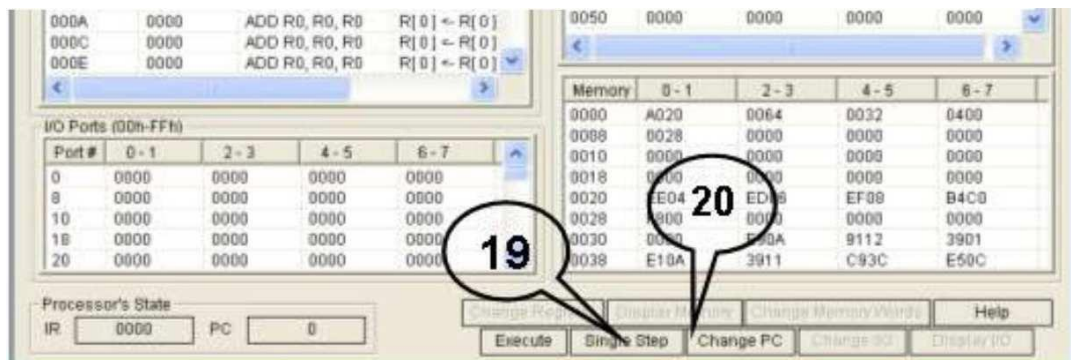 000A 0000 ADD R0, R0, R0 R[ 0 ] <- R[ 0 ]
000C 0000 ADD R0, R0, R0 R[ 0 ] <- R[ 0 ]
000E 0000 ADD R0, R0, R0 R[ 0 ] <- R[ 0 ]
0050 0000 0000 0000 0000
I/O Ports (00h-FFh)
Port # 0 - 1 2 - 3 4 - 5 6 - 7
0 0000 0000 0000 0000
8 0000 0000 0000 0000
10 0000 0000 0000 0000
18 0000 0000 0000 0000
20 0000 0000 0000 0000
Memory 0 - 1 2 - 3 4 - 5 6 - 7
0000 A020 0064 0032 0400
0028 0000 0000 0000
0010 0000 0000 0000 0000
0018 0000 0000 0000
0020 EF08 B4C0
0028 0000 0000 0000
0030 9112 3901
0038 E10A 3911 C93C E50C
19
20
Processor's State
IR 0000 PC 0
Change Display Memory Change Memory Words Help
Execute Single Step Change PC Change I/O Display I/O